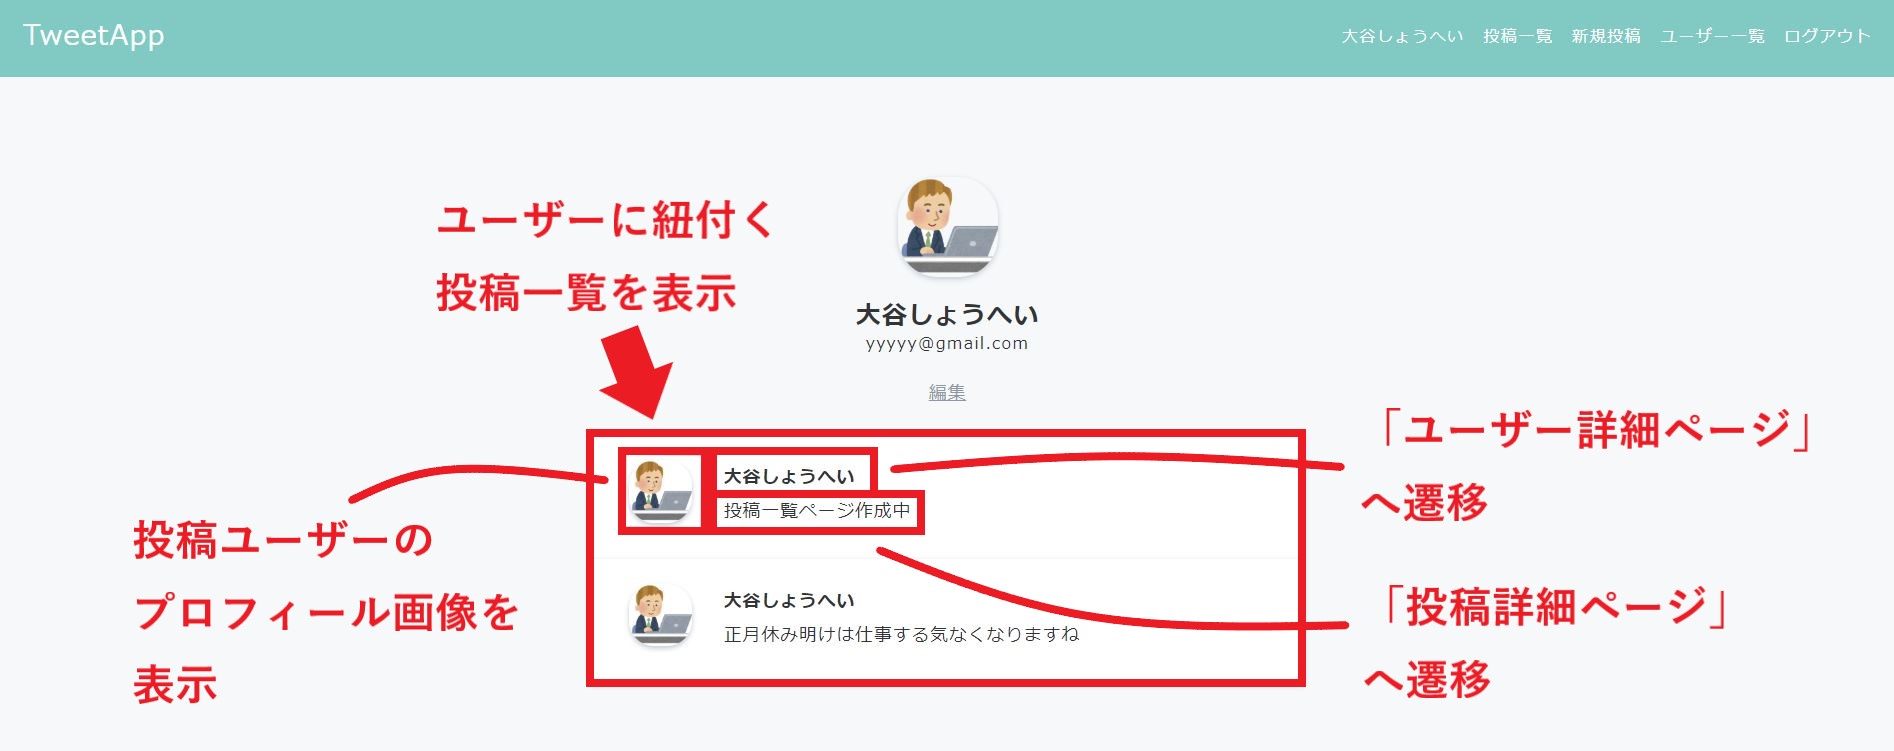 TweetApp
大谷しょうへい 投稿一覧 新規投稿 ユーザー一覧 ログアウト
ユーザーに紐付く
投稿一覧を表示
大谷しょうへい
yyyyy@gmail.com
編集
大谷しょうへい
投稿一覧ページ作成中
大谷しょうへい
正月休み明けは仕事する気なくなりますね
投稿ユーザーの
プロフィール画像を
表示
「ユーザー詳細ページ」
へ遷移
「投稿詳細ページ」
へ遷移